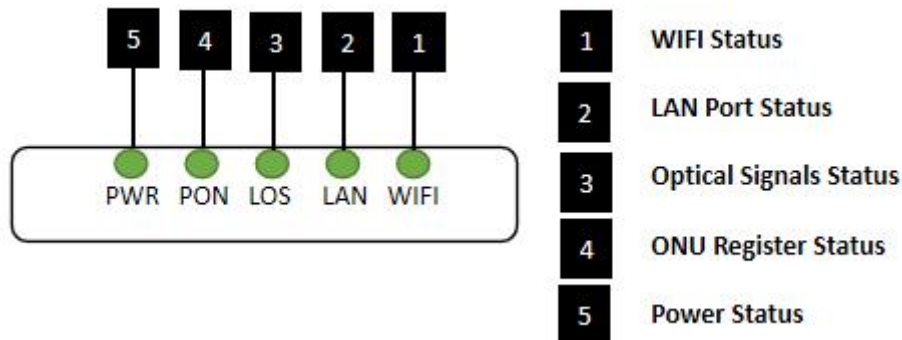 5 4 3 2 1
PWR PON LOS LAN WIFI
1 WIFI Status
2 LAN Port Status
3 Optical Signals Status
4 ONU Register Status
5 Power Status